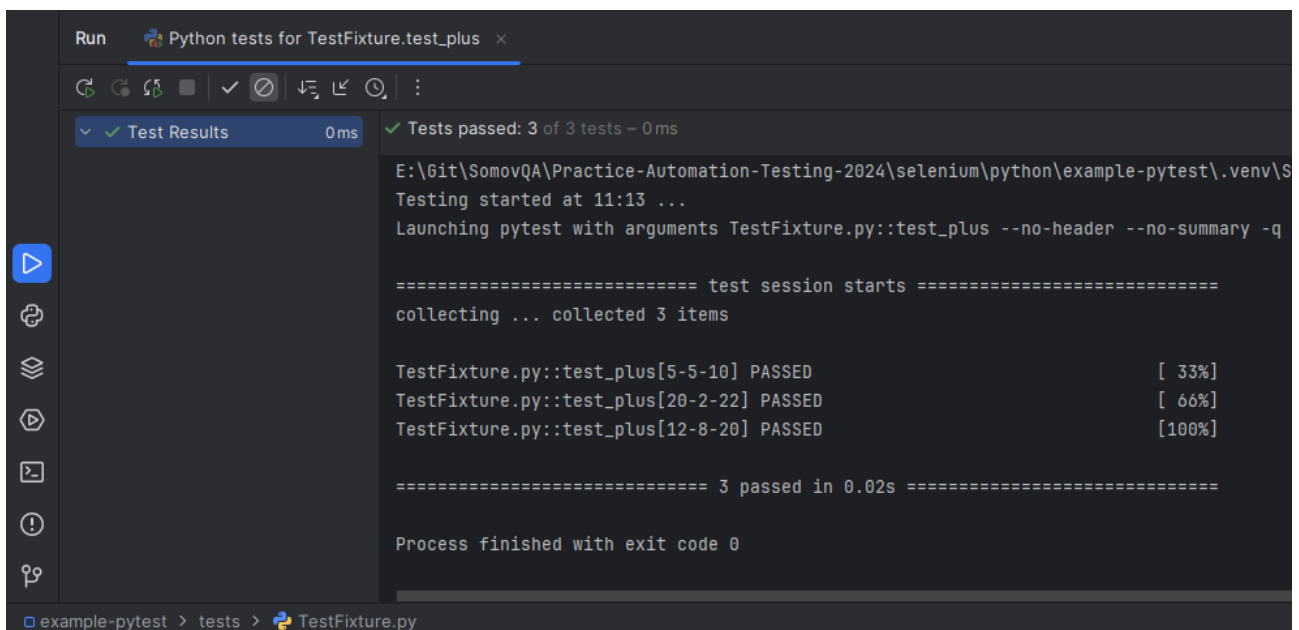 Run Python tests for TestFixture.test_plus ×
Test Results 0 ms
Tests passed: 3 of 3 tests – 0 ms
E:\Git\SomovQA\Practice-Automation-Testing-2024\selenium\python\example-pytest\.venv\S
Testing started at 11:13 ...
Launching pytest with arguments TestFixture.py::test_plus --no-header --no-summary -q
============================= test session starts =============================
collecting ... collected 3 items
TestFixture.py::test_plus[5-5-10] PASSED [ 33%]
TestFixture.py::test_plus[20-2-22] PASSED [ 66%]
TestFixture.py::test_plus[12-8-20] PASSED [100%]
============================== 3 passed in 0.02s ==============================
Process finished with exit code 0
example-pytest > tests > TestFixture.py